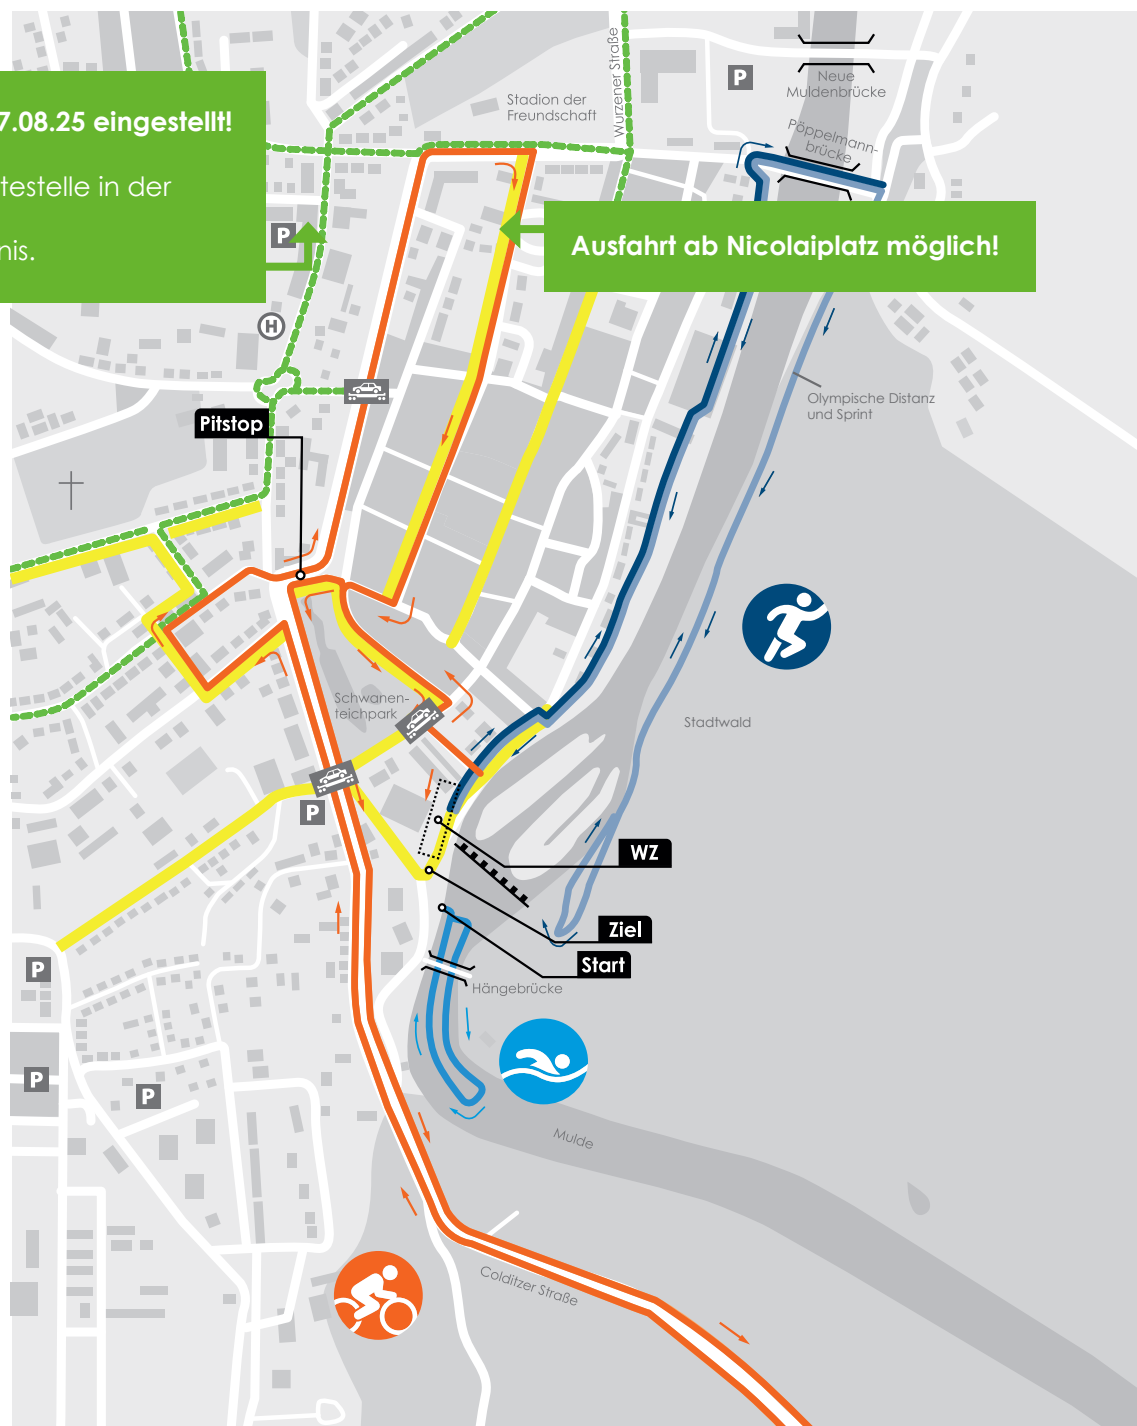 Wurzener Straße
Stadion der
Freundschaft
P
Neue
Muldenbrücke
Pöppelmann-
brücke
7.08.25 eingestellt!
testelle in der
nis.
P
Ausfahrt ab Nicolaiplatz möglich!
H
Olympische Distanz
und Sprint
Pitstop
Schwanen-
teichpark
Stadtwald
P
WZ
Ziel
Start
P
Hängebrücke
P
P
Mulde
Colditzer Straße